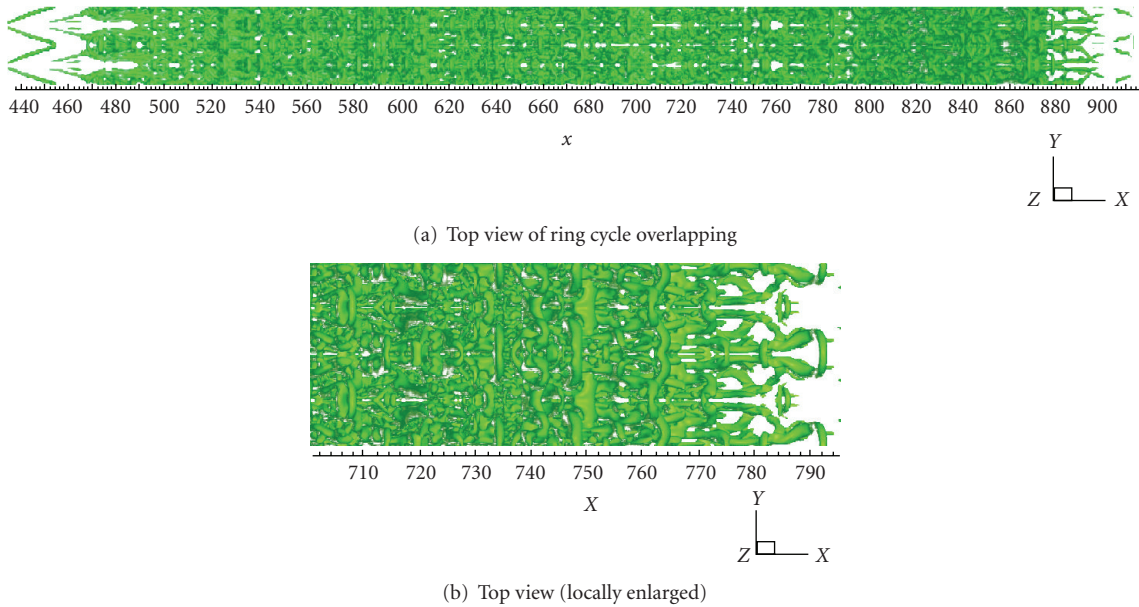 440 460 480 500 520 540 560 580 600 620 640 660 680 700 720 740 760 780 800 820 840 860 880 900
x
Y
Z X
(a) Top view of ring cycle overlapping
710 720 730 740 750 760 770 780 790
X
Y
Z X
(b) Top view (locally enlarged)